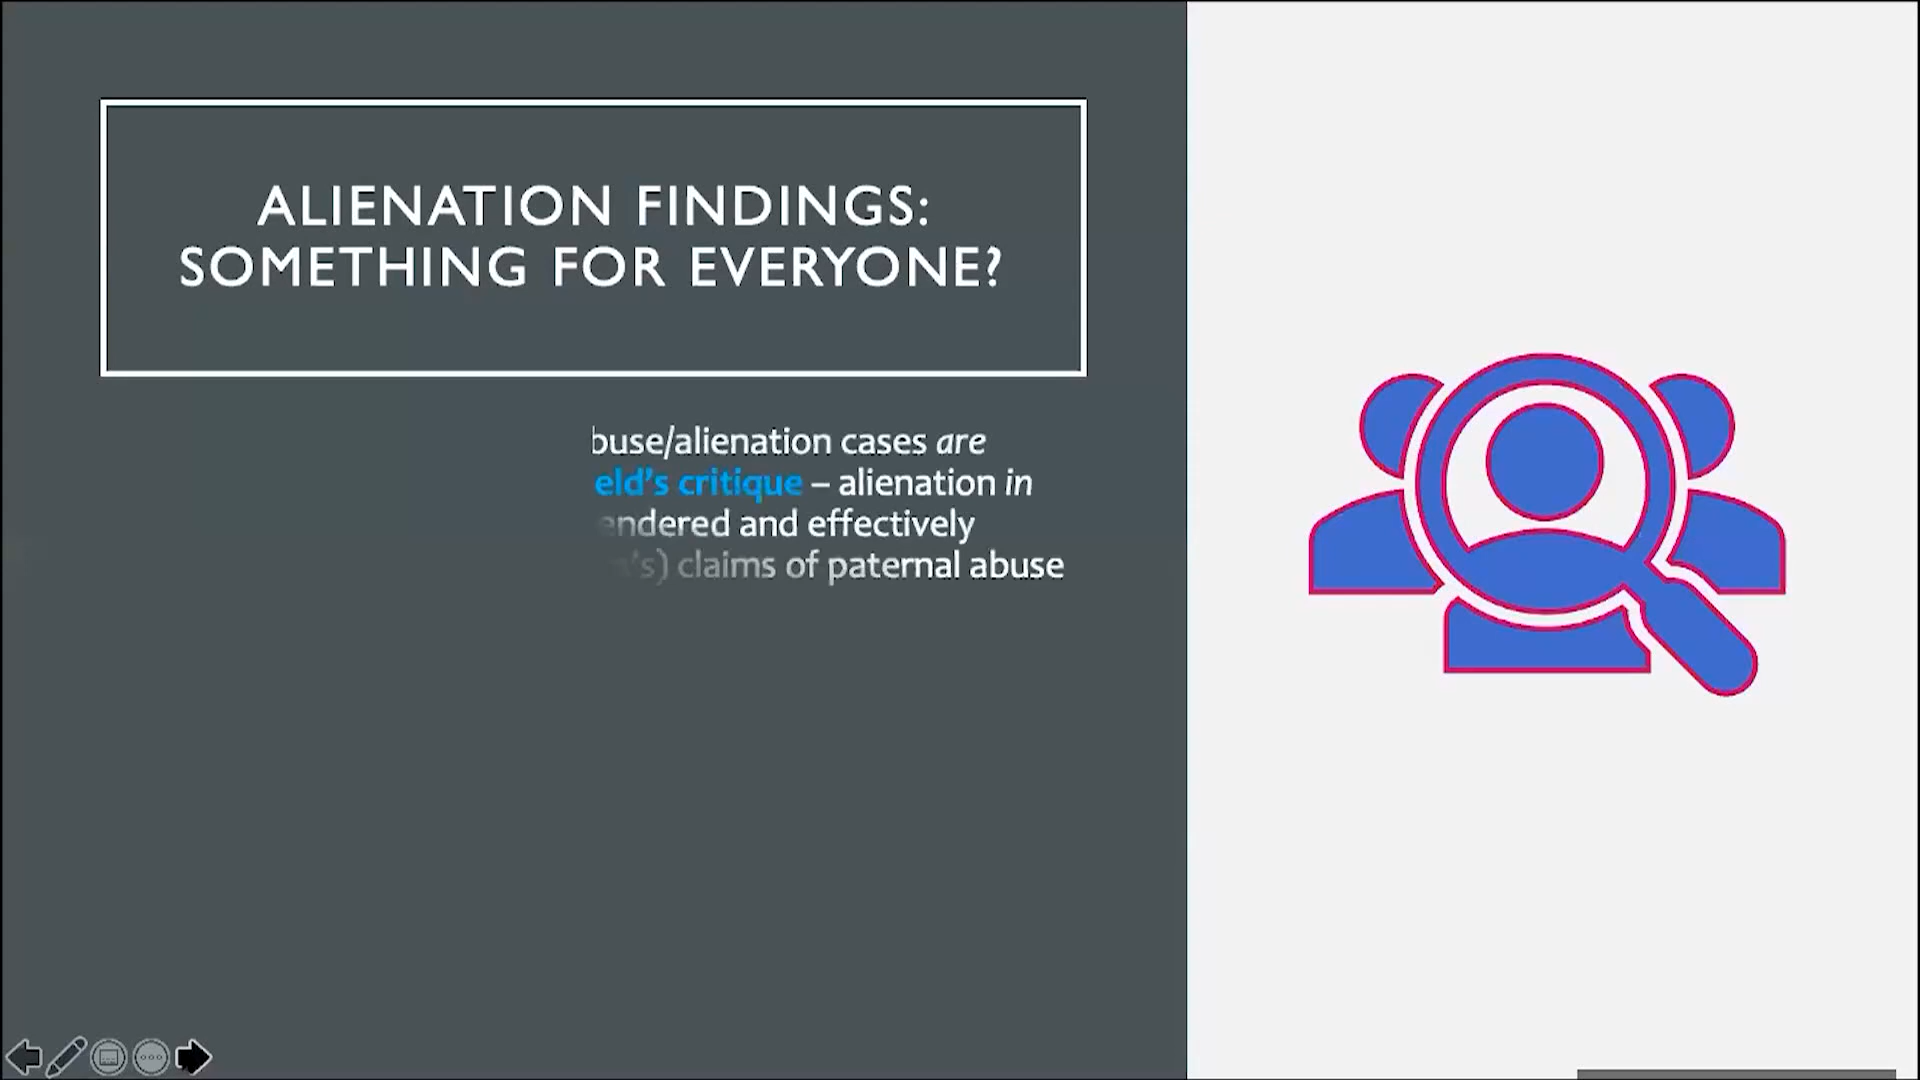 ALIENATION FINDINGS:
SOMETHING FOR EVERYONE?
buse/alienation cases are
eld's critique – alienation in
endered and effectively
claims of paternal abuse